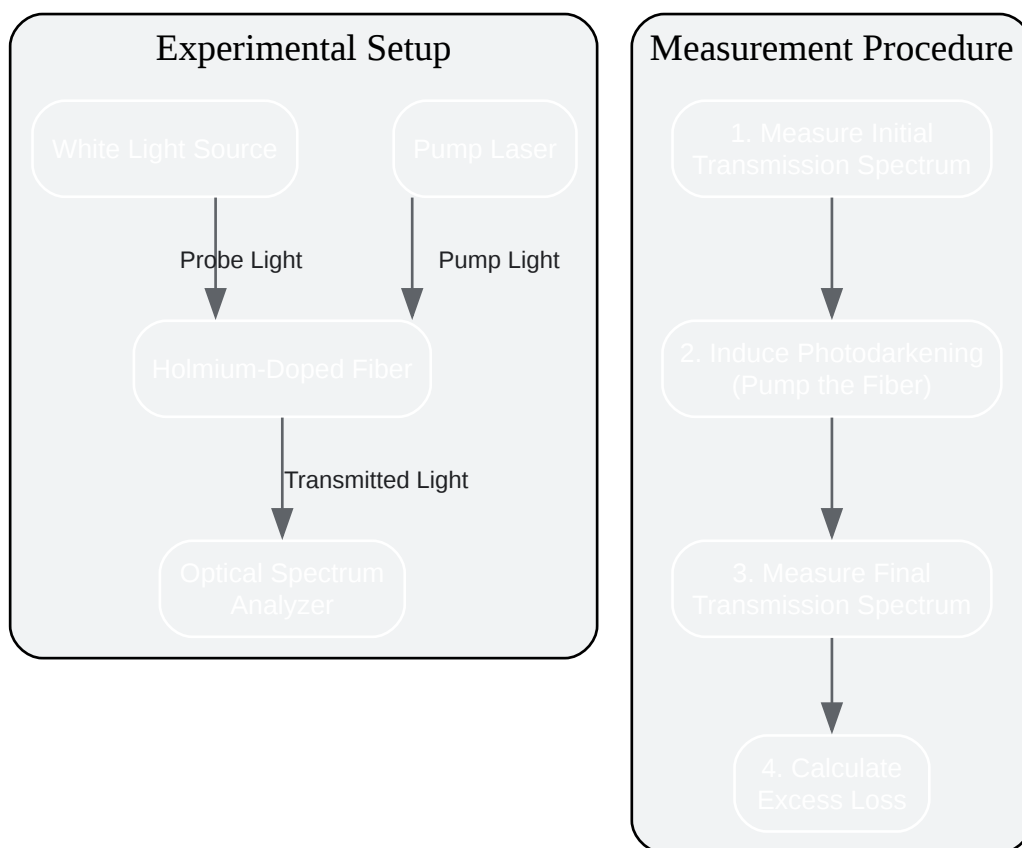 Experimental Setup
White Light Source
Pump Laser
Probe Light
Pump Light
Holmium-Doped Fiber
Transmitted Light
Optical Spectrum
Analyzer
Measurement Procedure
1. Measure Initial
Transmission Spectrum
2. Induce Photodarkening
(Pump the Fiber)
3. Measure Final
Transmission Spectrum
4. Calculate
Excess Loss